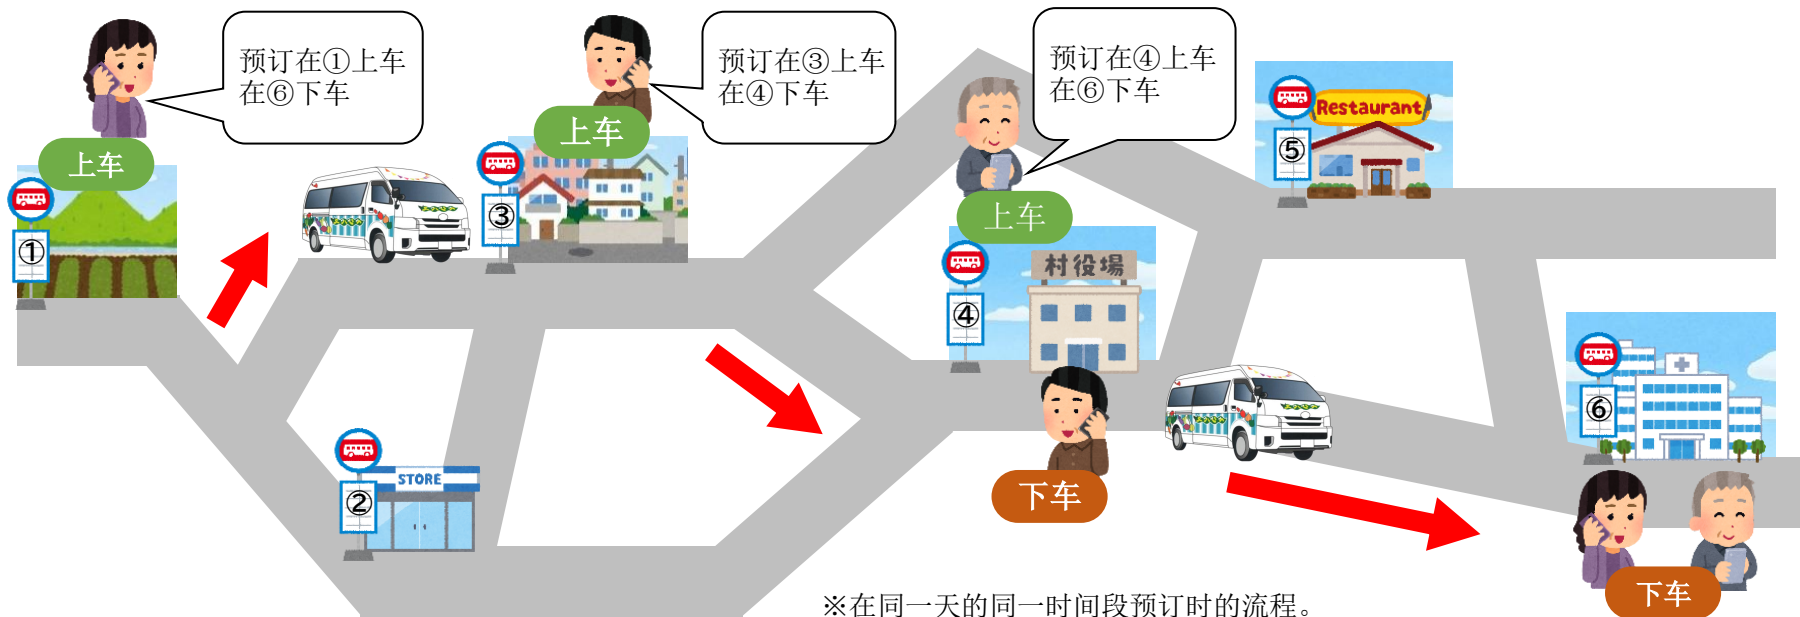 预订在①上车
在⑥下车
预订在③上车
在④下车
预订在④上车
在⑥下车
上车
上车
上车
①
③
⑤
Restaurant
村役場
④
②
STORE
⑥
下车
下车
※在同一天的同一时间段预订时的流程。